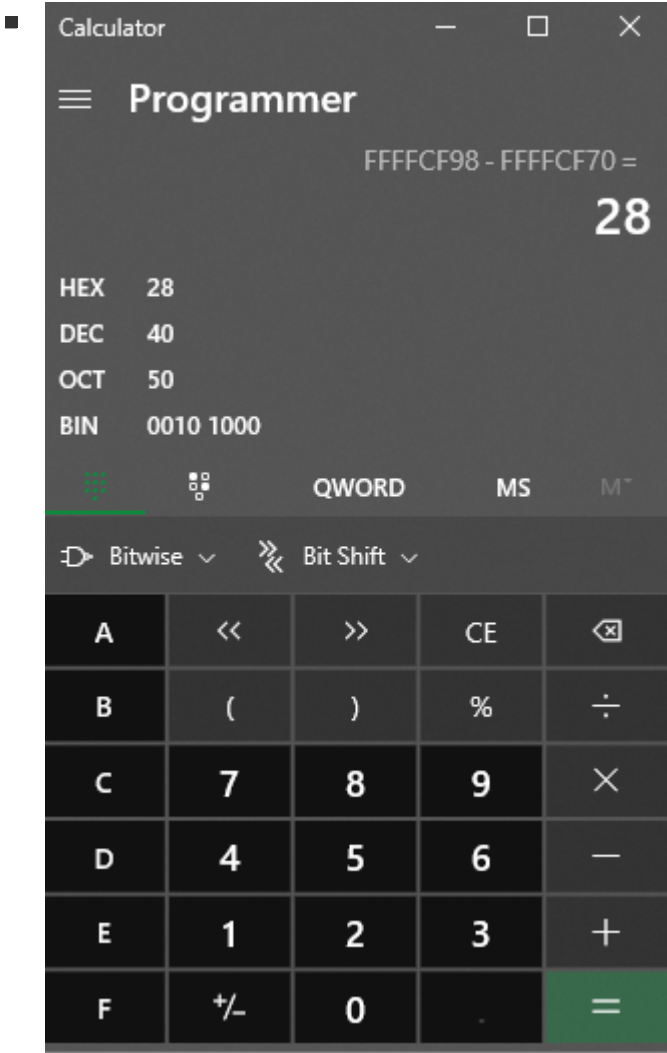 Calculator
Programmer
FFFFCF98 - FFFFCF70 =
28
HEX 28
DEC 40
OCT 50
BIN 0010 1000
QWORD MS M˅
Bitwise Bit Shift
A << >> CE
B ( ) % ÷
C 7 8 9 ×
D 4 5 6 −
E 1 2 3 +
F +/− 0 . =